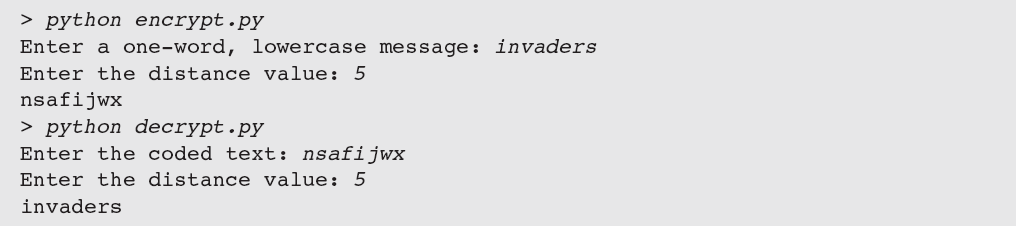 > python encrypt.py
Enter a one-word, lowercase message: invaders
Enter the distance value: 5
nsafijwx
> python decrypt.py
Enter the coded text: nsafijwx
Enter the distance value: 5
invaders